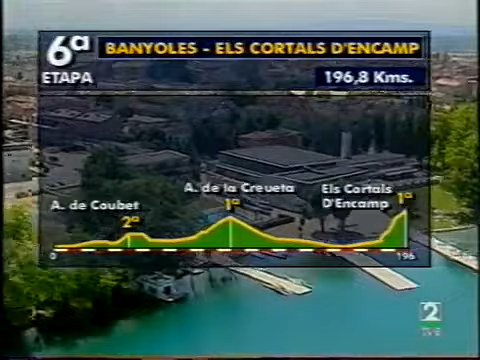 6ª
ETAPA
BANYOLES - ELS CORTALS D'ENCAMP
196,8 Kms.
A. de Coubet
2ª
A. de la Creueta
1ª
Els Cortals
D'Encamp
1ª
0
196
2
tve